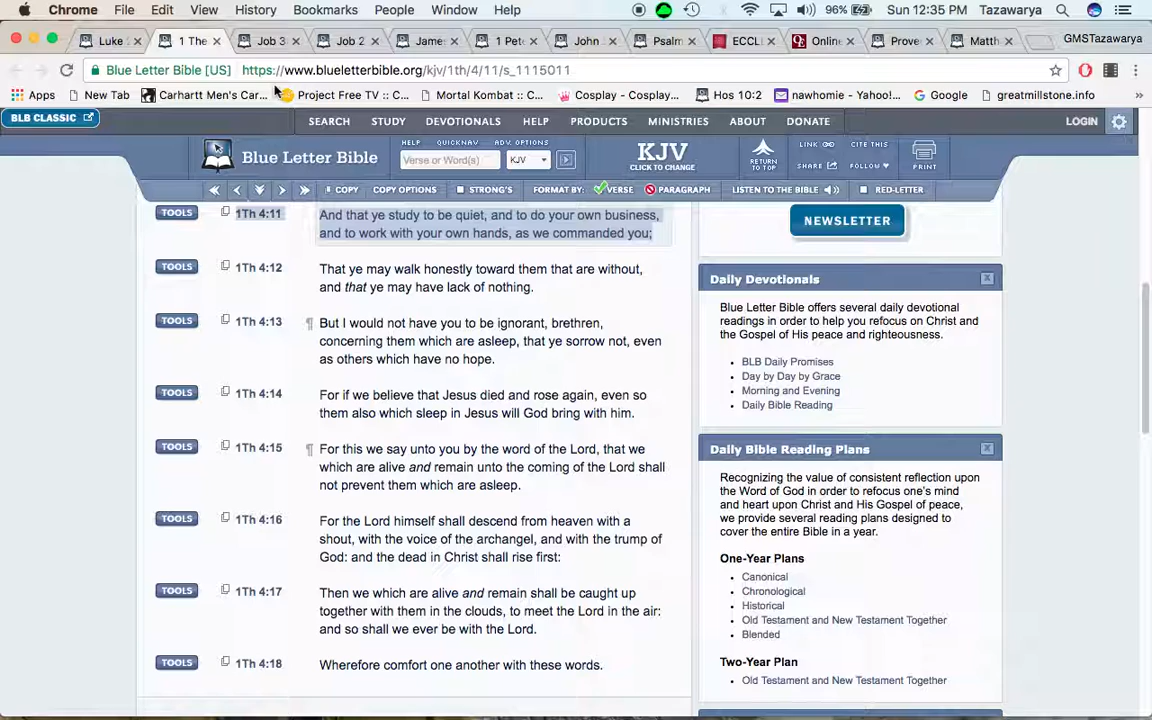 Chrome File Edit View History Bookmarks People Window Help 96% Sun 12:35 PM Tazawarya
Luke 1 The Job 3 Job 2 Jame 1 Pet John Psalm ECCL Online Prove Matth GMSTazawarya
Blue Letter Bible [US] https://www.blueletterbible.org/kjv/1th/4/11/s_1115011
Apps New Tab Carhartt Men's Car... Project Free TV :: C... Mortal Kombat :: C... Cosplay - Cosplay... Hos 10:2 nawhomie - Yahoo!... Google greatmillstone.info »
BLB CLASSIC SEARCH STUDY DEVOTIONALS HELP PRODUCTS MINISTRIES ABOUT DONATE LOGIN
HELP QUICKNAV ADV. OPTIONS
Blue Letter Bible Verse or Word(s) KJV
KJV
CLICK TO CHANGE
RETURN TO TOP
LINK CITE THIS
SHARE FOLLOW PRINT
COPY COPY OPTIONS STRONG'S FORMAT BY: VERSE PARAGRAPH LISTEN TO THE BIBLE RED-LETTER
TOOLS 1Th 4:11 And that ye study to be quiet, and to do your own business,
and to work with your own hands, as we commanded you;
TOOLS 1Th 4:12 That ye may walk honestly toward them that are without,
and that ye may have lack of nothing.
TOOLS 1Th 4:13 ¶ But I would not have you to be ignorant, brethren,
concerning them which are asleep, that ye sorrow not, even
as others which have no hope.
TOOLS 1Th 4:14 For if we believe that Jesus died and rose again, even so
them also which sleep in Jesus will God bring with him.
TOOLS 1Th 4:15 ¶ For this we say unto you by the word of the Lord, that we
which are alive and remain unto the coming of the Lord shall
not prevent them which are asleep.
TOOLS 1Th 4:16 For the Lord himself shall descend from heaven with a
shout, with the voice of the archangel, and with the trump of
God: and the dead in Christ shall rise first:
TOOLS 1Th 4:17 Then we which are alive and remain shall be caught up
together with them in the clouds, to meet the Lord in the air:
and so shall we ever be with the Lord.
TOOLS 1Th 4:18 Wherefore comfort one another with these words.
NEWSLETTER
Daily Devotionals
Blue Letter Bible offers several daily devotional
readings in order to help you refocus on Christ and
the Gospel of His peace and righteousness.
• BLB Daily Promises
• Day by Day by Grace
• Morning and Evening
• Daily Bible Reading
Daily Bible Reading Plans
Recognizing the value of consistent reflection upon
the Word of God in order to refocus one's mind
and heart upon Christ and His Gospel of peace,
we provide several reading plans designed to
cover the entire Bible in a year.
One-Year Plans
• Canonical
• Chronological
• Historical
• Old Testament and New Testament Together
• Blended
Two-Year Plan
• Old Testament and New Testament Together